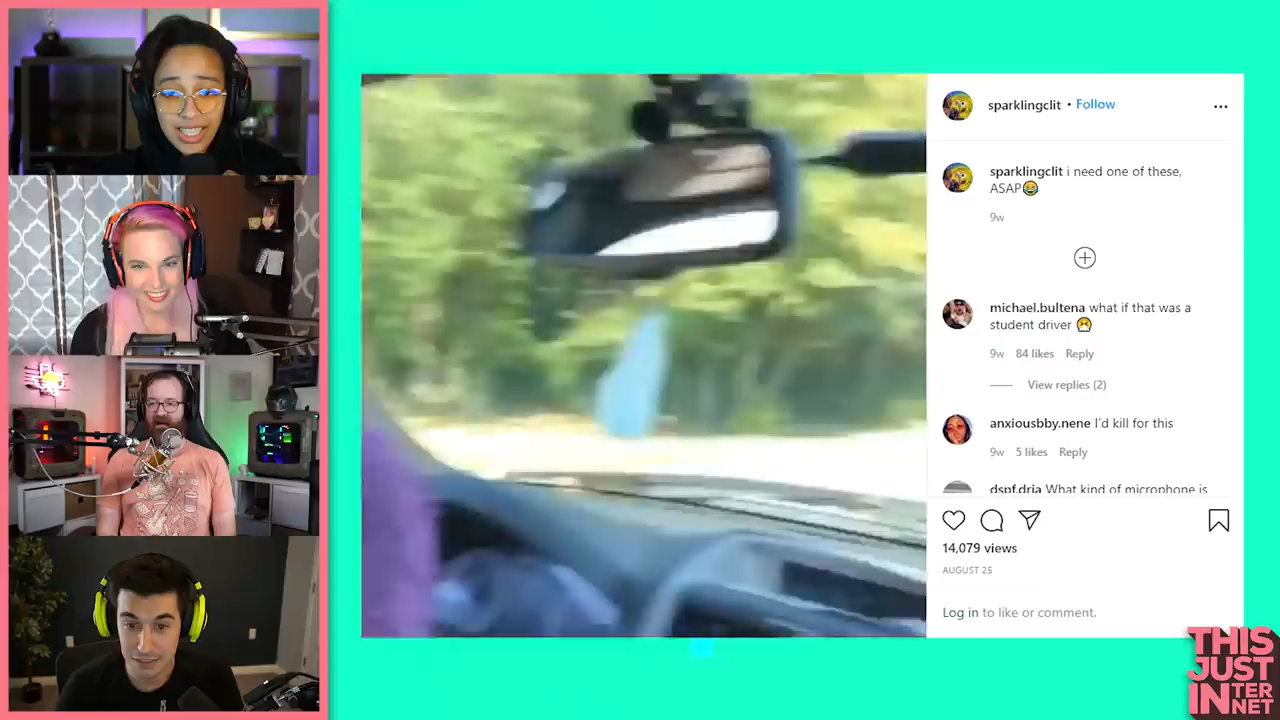 sparklingclit • Follow
sparklingclit i need one of these,
ASAP😂
9w
michael.bultena what if that was a
student driver 😷
9w 84 likes Reply
View replies (2)
anxiousbby.nene I'd kill for this
9w 5 likes Reply
dspf.dria What kind of microphone is
14,079 views
AUGUST 25
Log in to like or comment.
THIS
JUST
INTER
NET